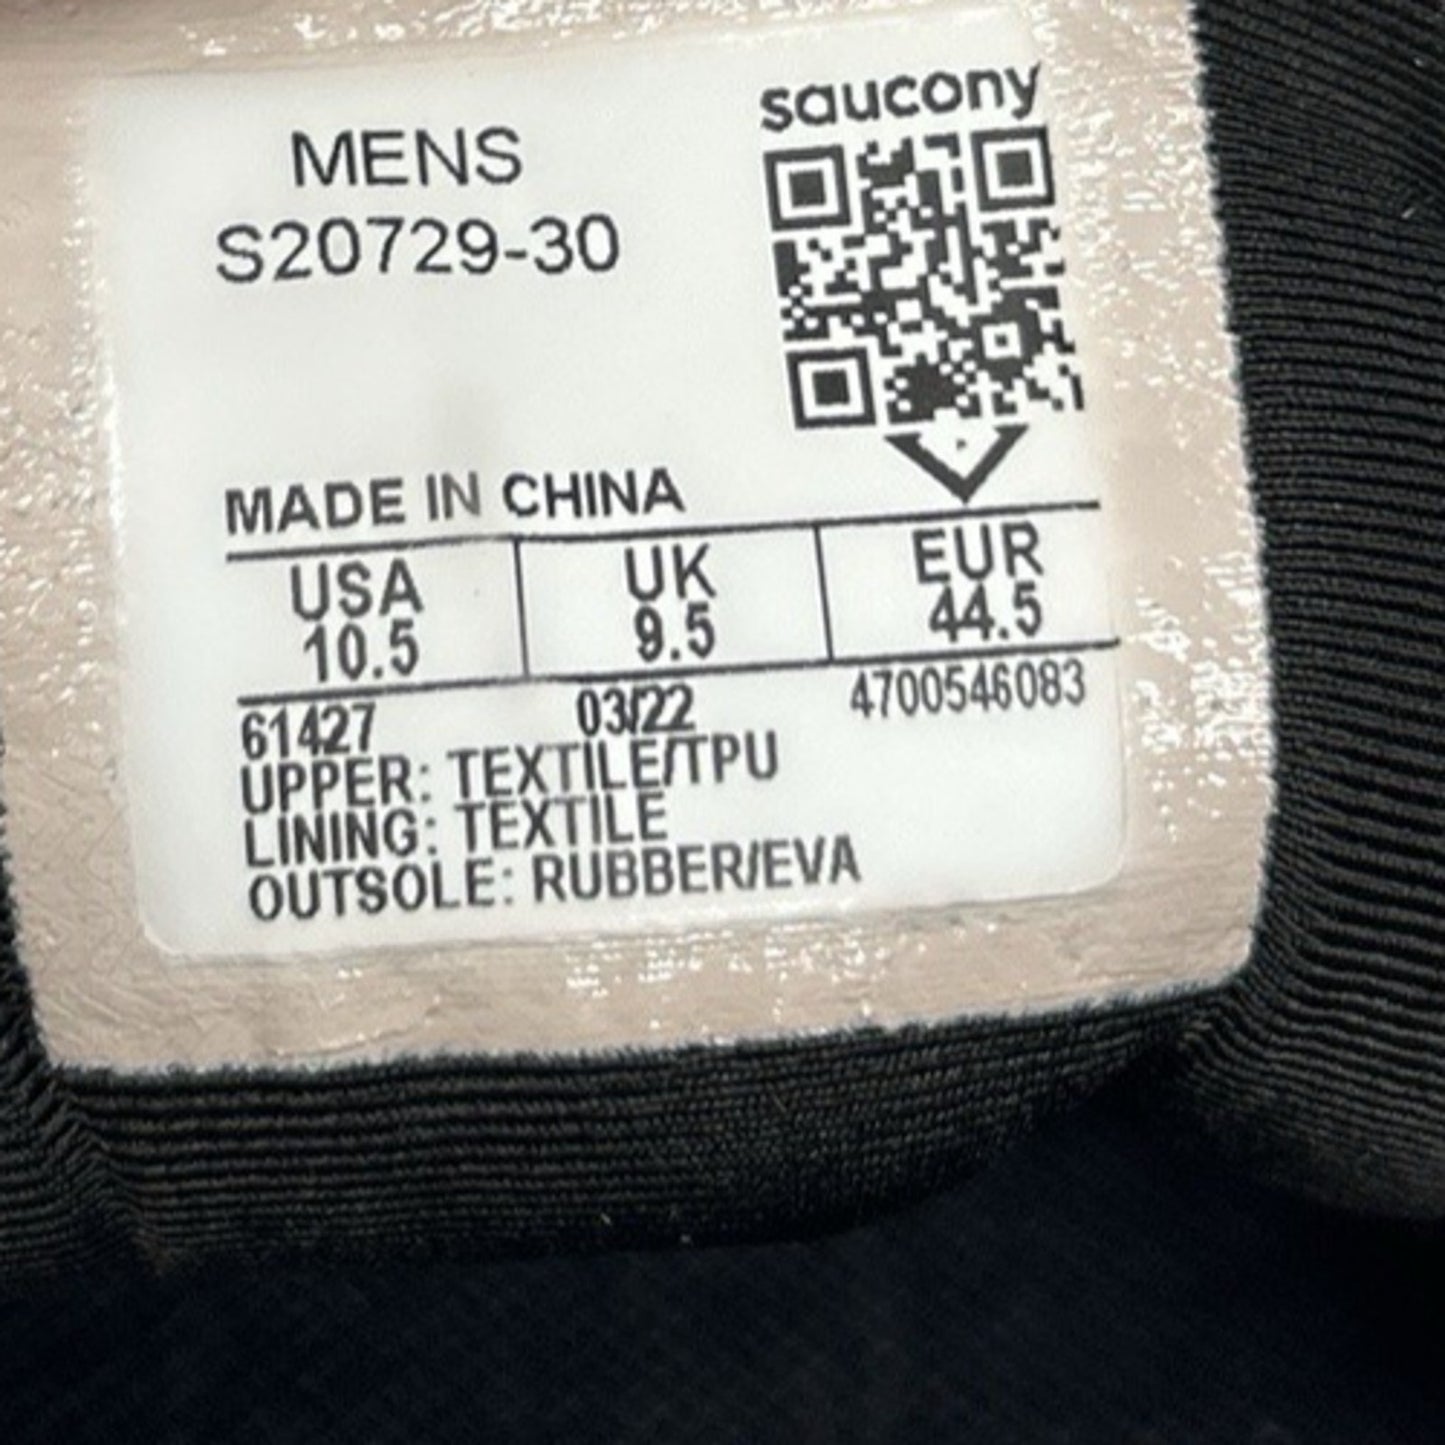 saucony
MENS
S20729-30
MADE IN CHINA
USA UK EUR
10.5 9.5 44.5
61427 03/22 4700546083
UPPER: TEXTILE/TPU
LINING: TEXTILE
OUTSOLE: RUBBER/EVA